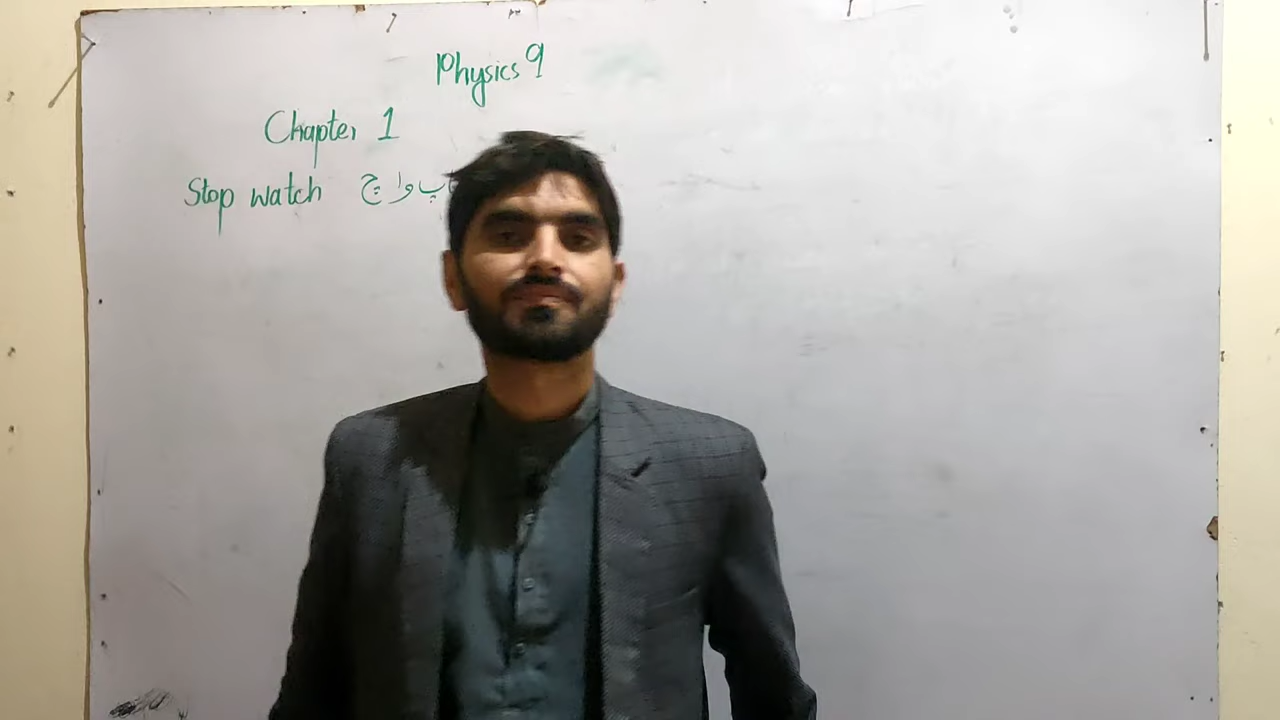 Physics 9
Chapter 1
Stop watch واچ